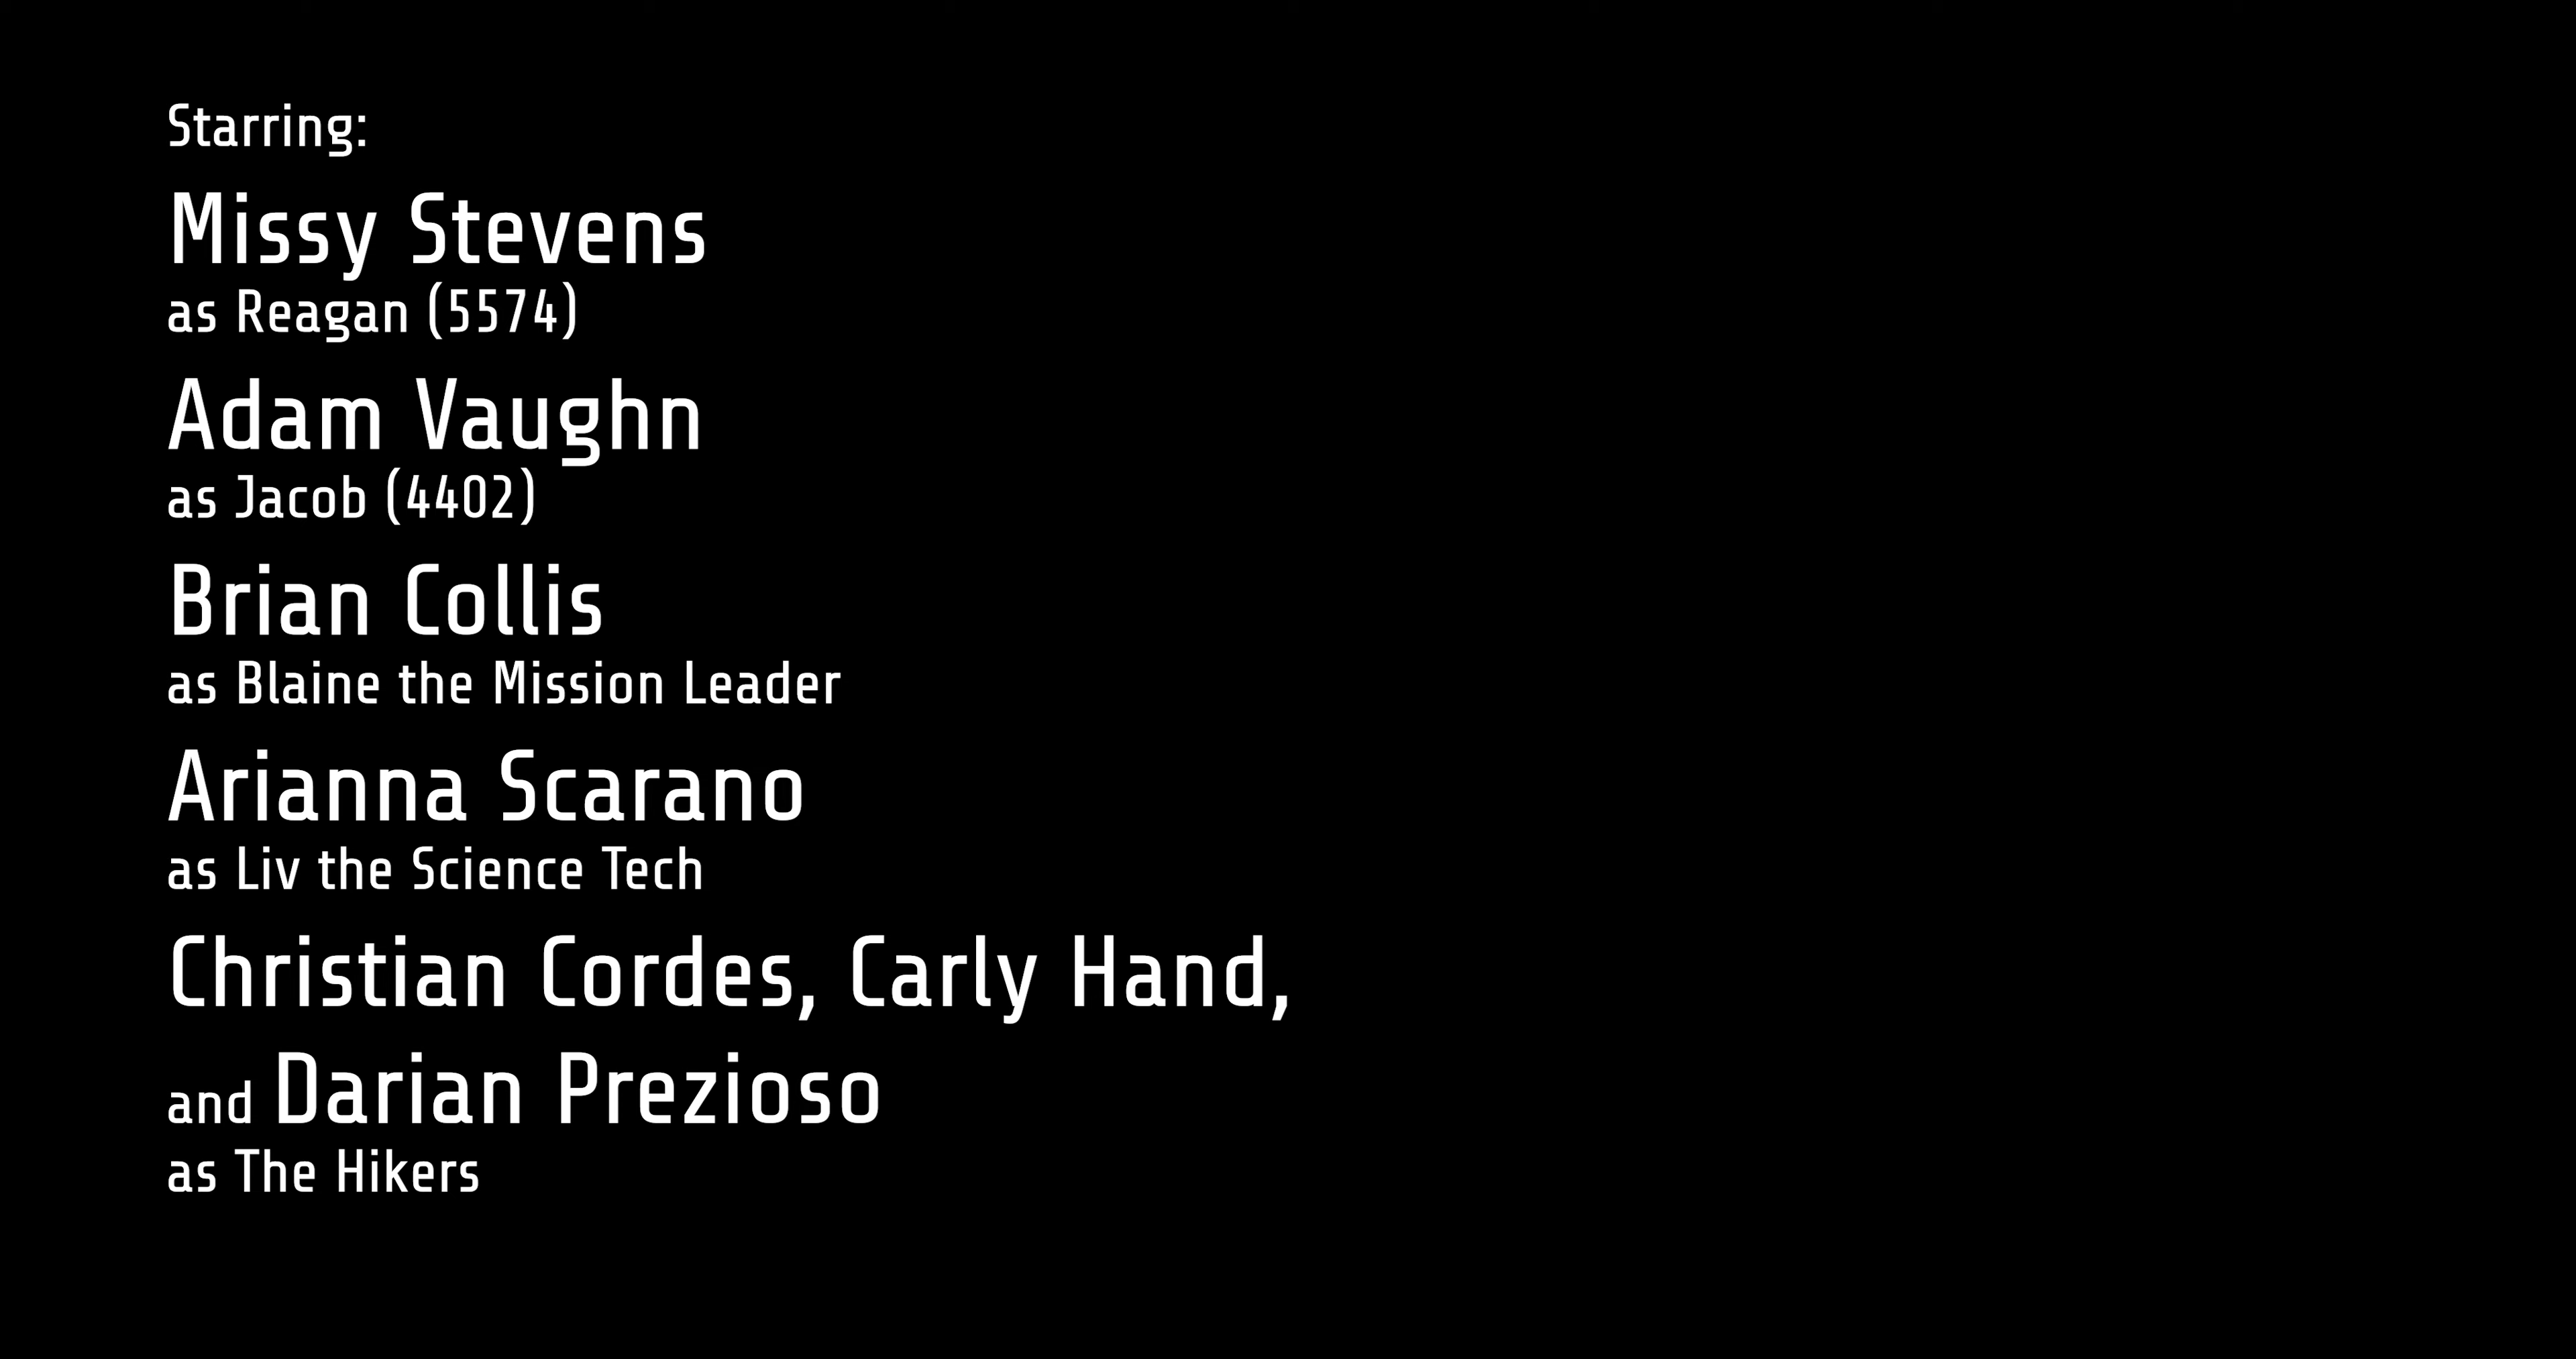 Starring:
Missy Stevens
as Reagan (5574)
Adam Vaughn
as Jacob (4402)
Brian Collis
as Blaine the Mission Leader
Arianna Scarano
as Liv the Science Tech
Christian Cordes, Carly Hand,
and Darian Prezioso
as The Hikers